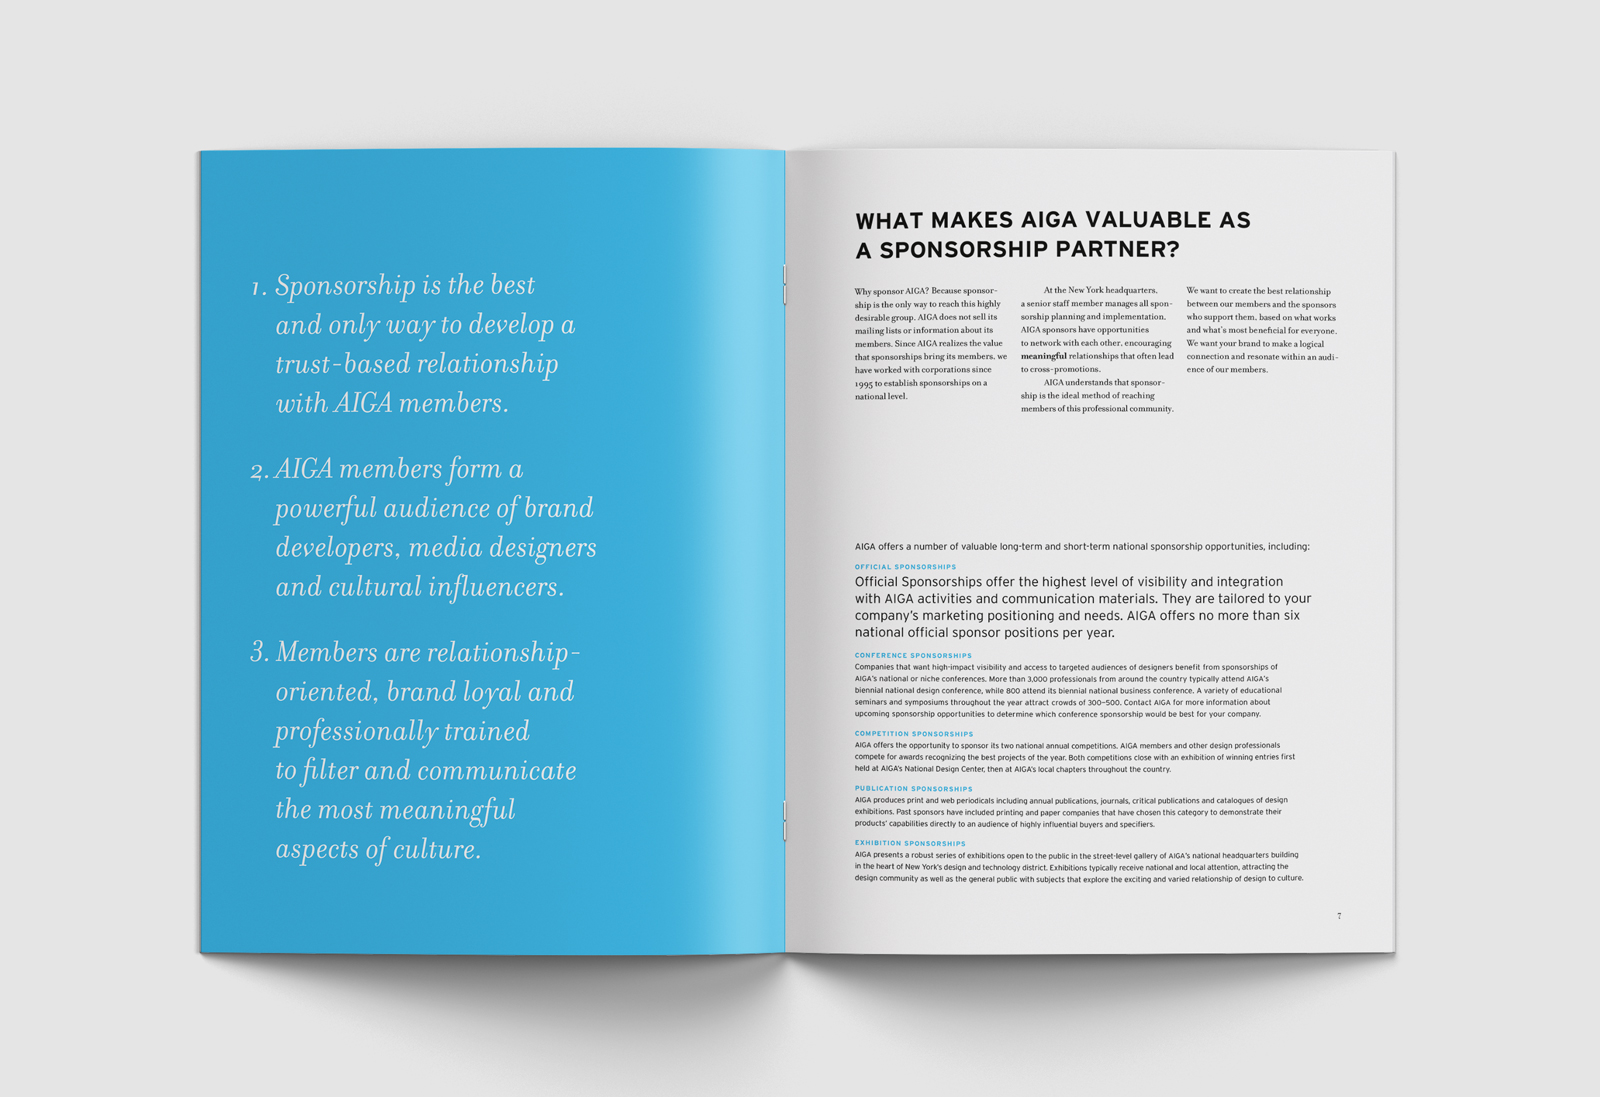 1. Sponsorship is the best
and only way to develop a
trust-based relationship
with AIGA members.
2. AIGA members form a
powerful audience of brand
developers, media designers
and cultural influencers.
3. Members are relationship-
oriented, brand loyal and
professionally trained
to filter and communicate
the most meaningful
aspects of culture.
WHAT MAKES AIGA VALUABLE AS
A SPONSORSHIP PARTNER?
Why sponsor AIGA? Because sponsor-
ship is the only way to reach this highly
desirable group. AIGA does not sell its
mailing lists or information about its
members. Since AIGA realizes the value
that sponsorships bring its members, we
have worked with corporations since
1995 to establish sponsorships on a
national level.
At the New York headquarters,
a senior staff member manages all spon-
sorship planning and implementation.
AIGA sponsors have opportunities
to network with each other, encouraging
meaningful relationships that often lead
to cross-promotions.
AIGA understands that sponsor-
ship is the ideal method of reaching
members of this professional community.
We want to create the best relationship
between our members and the sponsors
who support them, based on what works
and what's most beneficial for everyone.
We want your brand to make a logical
connection and resonate within an audi-
ence of our members.
AIGA offers a number of valuable long-term and short-term national sponsorship opportunities, including:
OFFICIAL SPONSORSHIPS
Official Sponsorships offer the highest level of visibility and integration
with AIGA activities and communication materials. They are tailored to your
company's marketing positioning and needs. AIGA offers no more than six
national official sponsor positions per year.
CONFERENCE SPONSORSHIPS
Companies that want high-impact visibility and access to targeted audiences of designers benefit from sponsorships of
AIGA's national or niche conferences. More than 3,000 professionals from around the country typically attend AIGA's
biennial national design conference, while 800 attend its biennial national business conference. A variety of educational
seminars and symposiums throughout the year attract crowds of 300–500. Contact AIGA for more information about
upcoming sponsorship opportunities to determine which conference sponsorship would be best for your company.
COMPETITION SPONSORSHIPS
AIGA offers the opportunity to sponsor its two national annual competitions. AIGA members and other design professionals
compete for awards recognizing the best projects of the year. Both competitions close with an exhibition of winning entries first
held at AIGA's National Design Center, then at AIGA's local chapters throughout the country.
PUBLICATION SPONSORSHIPS
AIGA produces print and web periodicals including annual publications, journals, critical publications and catalogues of design
exhibitions. Past sponsors have included printing and paper companies that have chosen this category to demonstrate their
products' capabilities directly to an audience of highly influential buyers and specifiers.
EXHIBITION SPONSORSHIPS
AIGA presents a robust series of exhibitions open to the public in the street-level gallery of AIGA's national headquarters building
in the heart of New York's design and technology district. Exhibitions typically receive national and local attention, attracting the
design community as well as the general public with subjects that explore the exciting and varied relationship of design to culture.
7